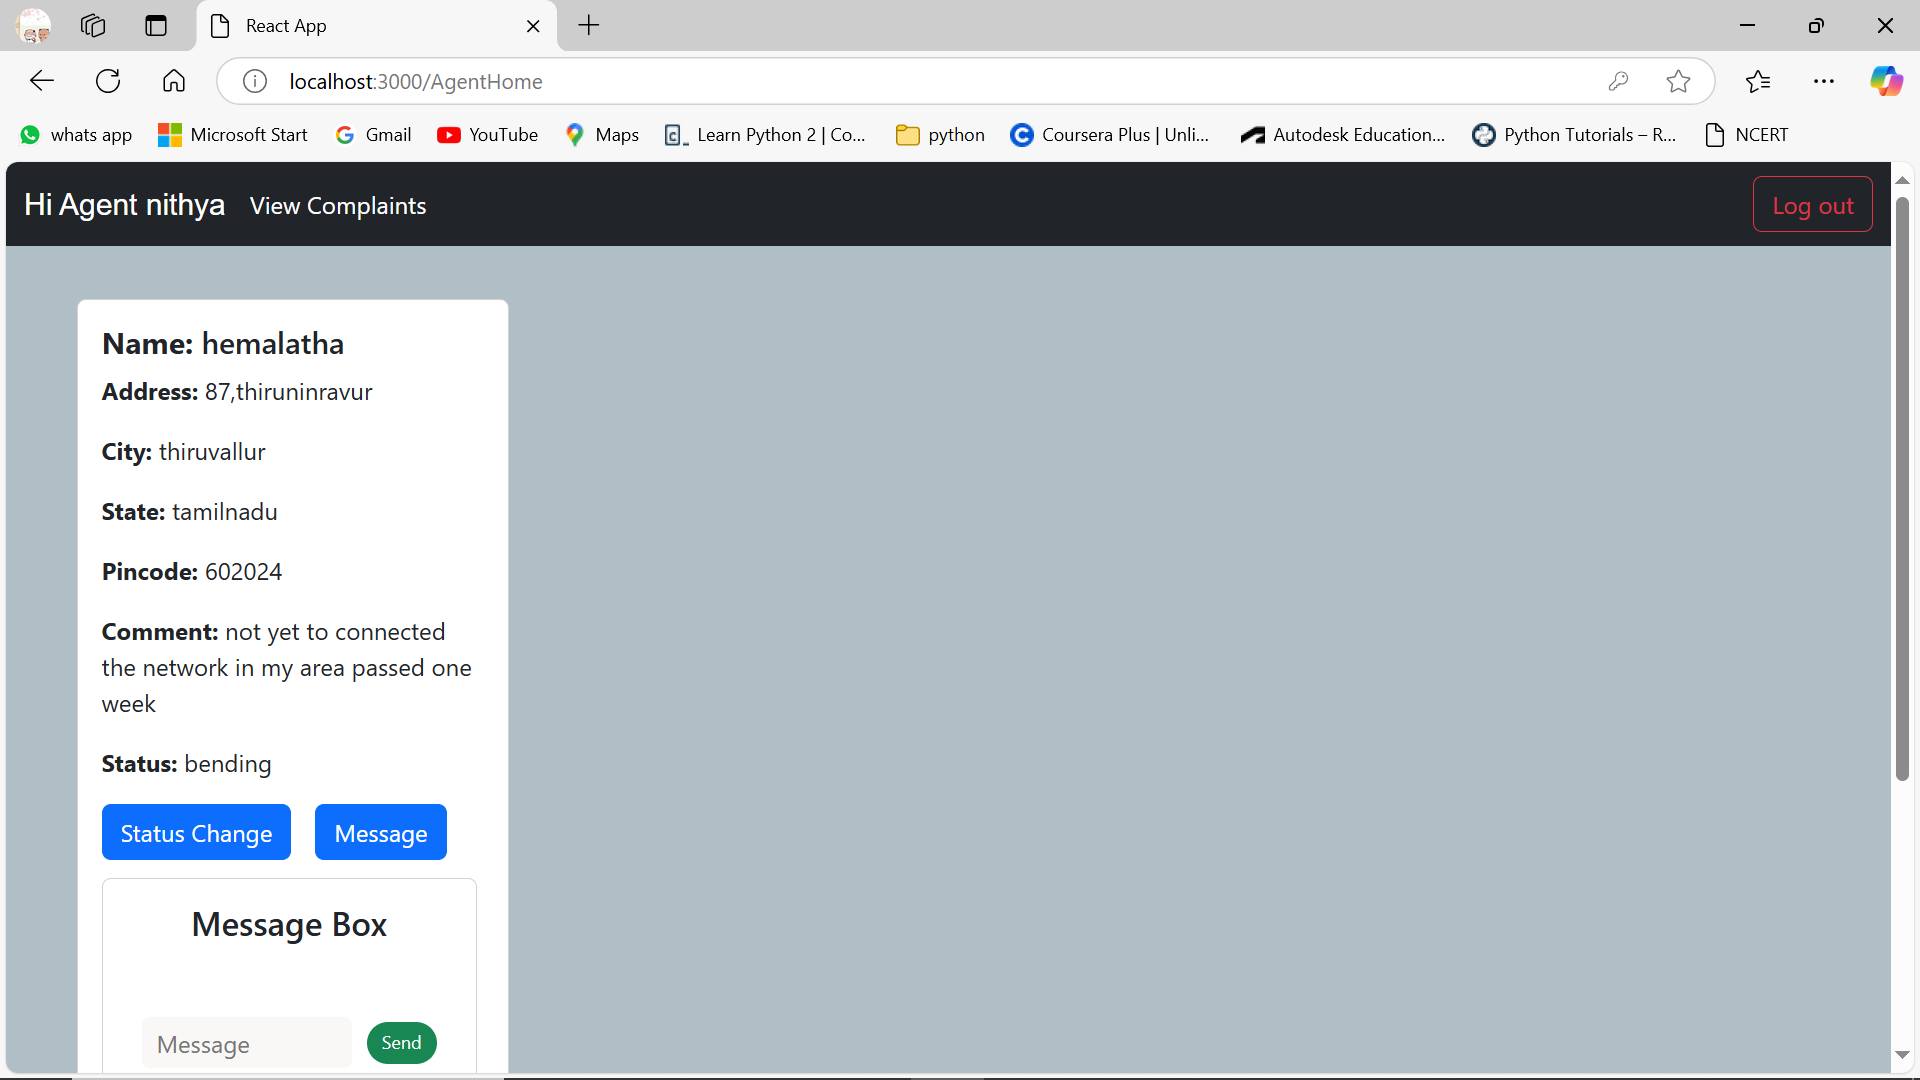 React App
localhost:3000/AgentHome
whats app Microsoft Start Gmail YouTube Maps Learn Python 2 | Co... python Coursera Plus | Unli... Autodesk Education... Python Tutorials – R... NCERT
Hi Agent nithya View Complaints Log out
Name: hemalatha
Address: 87,thiruninravur
City: thiruvallur
State: tamilnadu
Pincode: 602024
Comment: not yet to connected
the network in my area passed one
week
Status: bending
Status Change Message
Message Box
Message Send